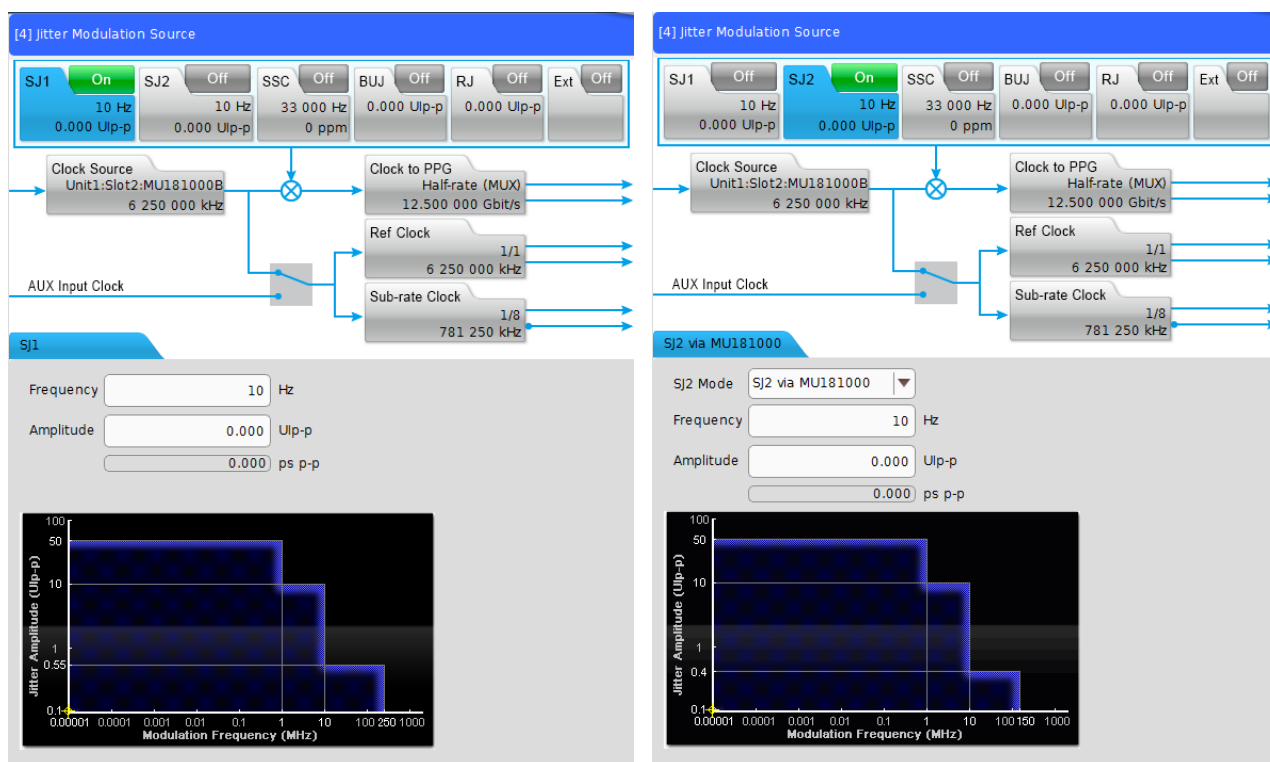 [4] Jitter Modulation Source
SJ1 On SJ2 Off SSC Off BUJ Off RJ Off Ext Off
10 Hz 10 Hz 33 000 Hz 0.000 UIp-p 0.000 UIp-p
0.000 UIp-p 0.000 UIp-p 0 ppm
Clock Source
Unit1:Slot2:MU181000B
6 250 000 kHz
Clock to PPG
Half-rate (MUX)
12.500 000 Gbit/s
Ref Clock
1/1
6 250 000 kHz
AUX Input Clock
Sub-rate Clock
1/8
781 250 kHz
SJ1
Frequency 10 Hz
Amplitude 0.000 UIp-p
0.000 ps p-p
100
50
10
1
0.55
0.1
Jitter Amplitude (UIp-p)
0.00001 0.0001 0.001 0.01 0.1 1 10 100 250 1000
Modulation Frequency (MHz)
[4] Jitter Modulation Source
SJ1 Off SJ2 On SSC Off BUJ Off RJ Off Ext Off
10 Hz 10 Hz 33 000 Hz 0.000 UIp-p 0.000 UIp-p
0.000 UIp-p 0.000 UIp-p 0 ppm
Clock Source
Unit1:Slot2:MU181000B
6 250 000 kHz
Clock to PPG
Half-rate (MUX)
12.500 000 Gbit/s
Ref Clock
1/1
6 250 000 kHz
AUX Input Clock
Sub-rate Clock
1/8
781 250 kHz
SJ2 via MU181000
SJ2 Mode SJ2 via MU181000
Frequency 10 Hz
Amplitude 0.000 UIp-p
0.000 ps p-p
100
50
10
1
0.4
0.1
Jitter Amplitude (UIp-p)
0.00001 0.0001 0.001 0.01 0.1 1 10 100 150 1000
Modulation Frequency (MHz)